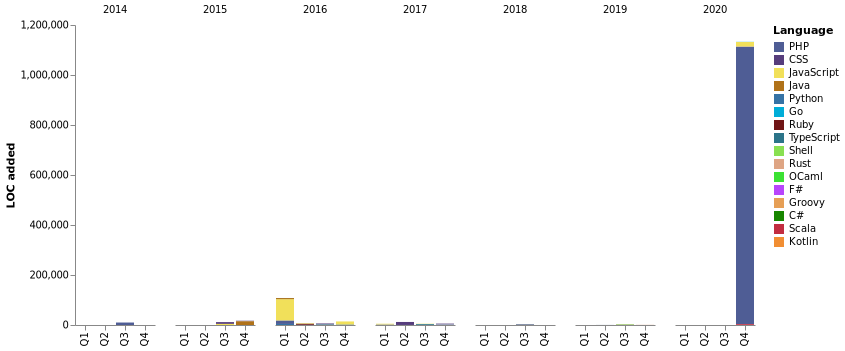 2014 2015 2016 2017 2018 2019 2020
1,200,000
1,000,000
800,000
600,000
400,000
200,000
0
LOC added
Q1 Q2 Q3 Q4 Q1 Q2 Q3 Q4 Q1 Q2 Q3 Q4 Q1 Q2 Q3 Q4 Q1 Q2 Q3 Q4 Q1 Q2 Q3 Q4 Q1 Q2 Q3 Q4
Language
PHP
CSS
JavaScript
Java
Python
Go
Ruby
TypeScript
Shell
Rust
OCaml
F#
Groovy
C#
Scala
Kotlin